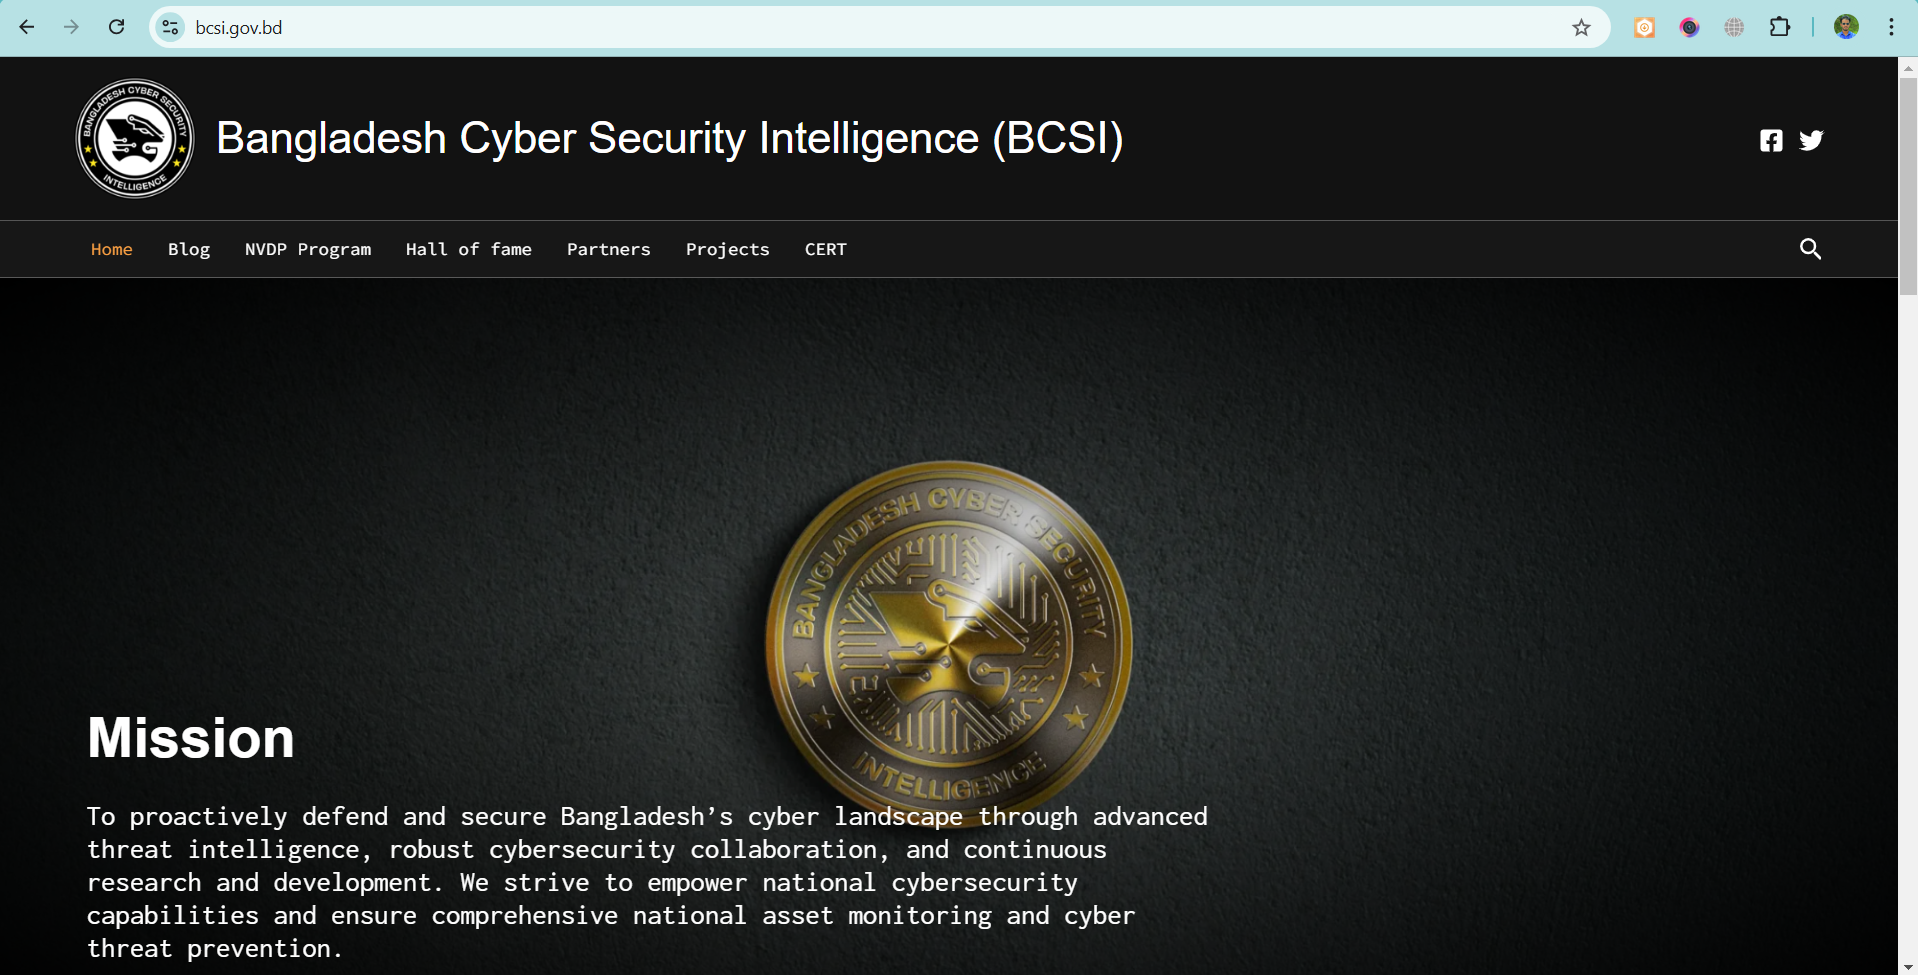 bcsi.gov.bd
BANGLADESH CYBER SECURITY
INTELLIGENCE
Bangladesh Cyber Security Intelligence (BCSI)
Home Blog NVDP Program Hall of fame Partners Projects CERT
BANGLADESH CYBER SECURITY
INTELLIGENCE
Mission
To proactively defend and secure Bangladesh’s cyber landscape through advanced
threat intelligence, robust cybersecurity collaboration, and continuous
research and development. We strive to empower national cybersecurity
capabilities and ensure comprehensive national asset monitoring and cyber
threat prevention.